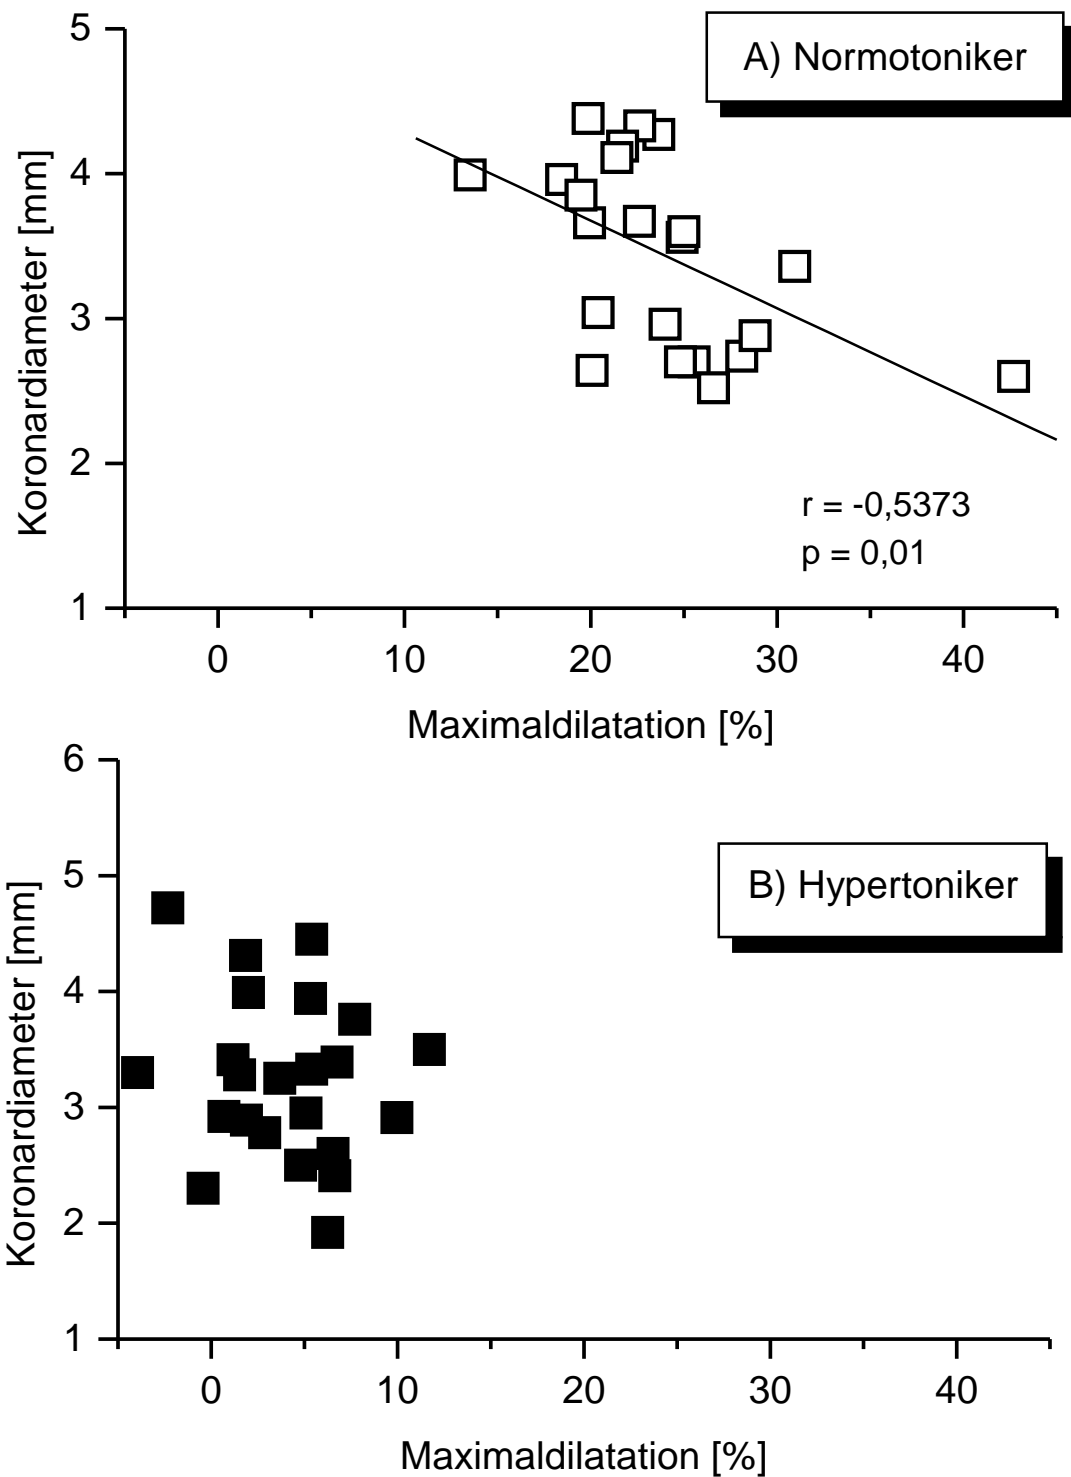 A) Normotoniker
5
4
3
2
1
Koronardiameter [mm]
r = -0,5373
p = 0,01
0 10 20 30 40
Maximaldilatation [%]
B) Hypertoniker
6
5
4
3
2
1
Koronardiameter [mm]
0 10 20 30 40
Maximaldilatation [%]